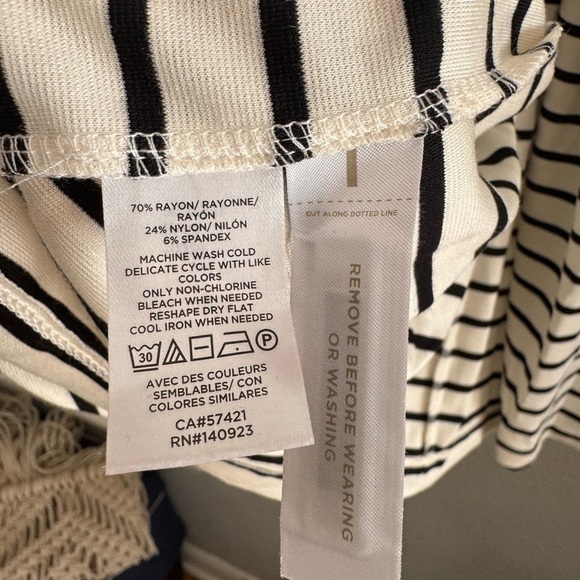 70% RAYON/ RAYONNE/
RAYÓN
24% NYLON/ NILÓN
6% SPANDEX
MACHINE WASH COLD
DELICATE CYCLE WITH LIKE
COLORS
ONLY NON-CHLORINE
BLEACH WHEN NEEDED
RESHAPE DRY FLAT
COOL IRON WHEN NEEDED
30 P
AVEC DES COULEURS
SEMBLABLES/ CON
COLORES SIMILARES
CA#57421
RN#140923
CUT ALONG DOTTED LINE
REMOVE BEFORE WEARING
OR WASHING